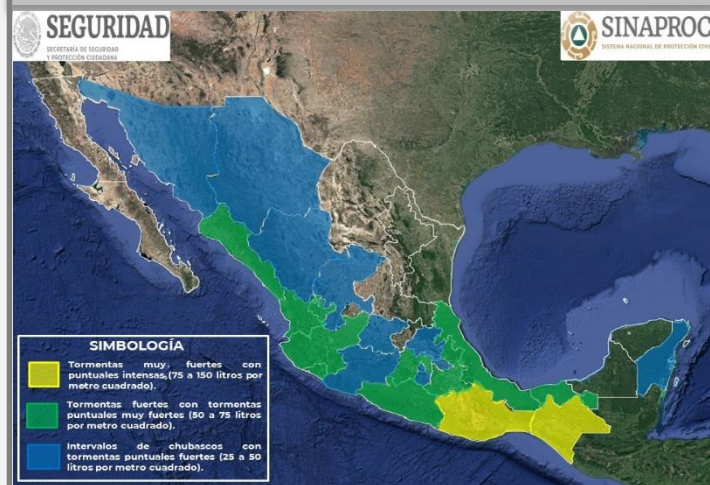 SEGURIDAD
SECRETARÍA DE SEGURIDAD
Y PROTECCIÓN CIUDADANA
SINAPROC
SISTEMA NACIONAL DE PROTECCIÓN CIVIL
SIMBOLOGÍA
Tormentas muy fuertes con
puntuales intensas (75 a 150 litros por
metro cuadrado).
Tormentas fuertes con tormentas
puntuales muy fuertes (50 a 75 litros
por metro cuadrado).
Intervalos de chubascos con
tormentas puntuales fuertes (25 a 50
litros por metro cuadrado).